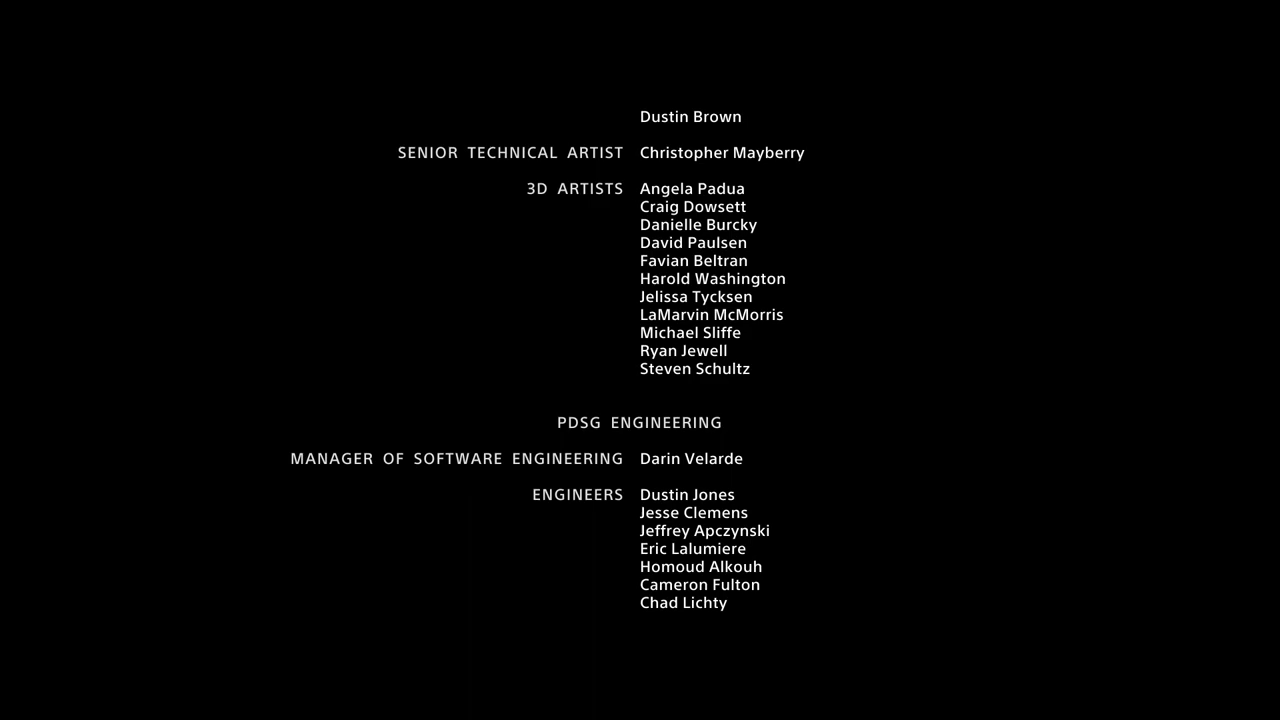 Dustin Brown
SENIOR TECHNICAL ARTIST Christopher Mayberry
3D ARTISTS Angela Padua
Craig Dowsett
Danielle Burcky
David Paulsen
Favian Beltran
Harold Washington
Jelissa Tycksen
LaMarvin McMorris
Michael Sliffe
Ryan Jewell
Steven Schultz
PDSG ENGINEERING
MANAGER OF SOFTWARE ENGINEERING Darin Velarde
ENGINEERS Dustin Jones
Jesse Clemens
Jeffrey Apczynski
Eric Lalumiere
Homoud Alkouh
Cameron Fulton
Chad Lichty